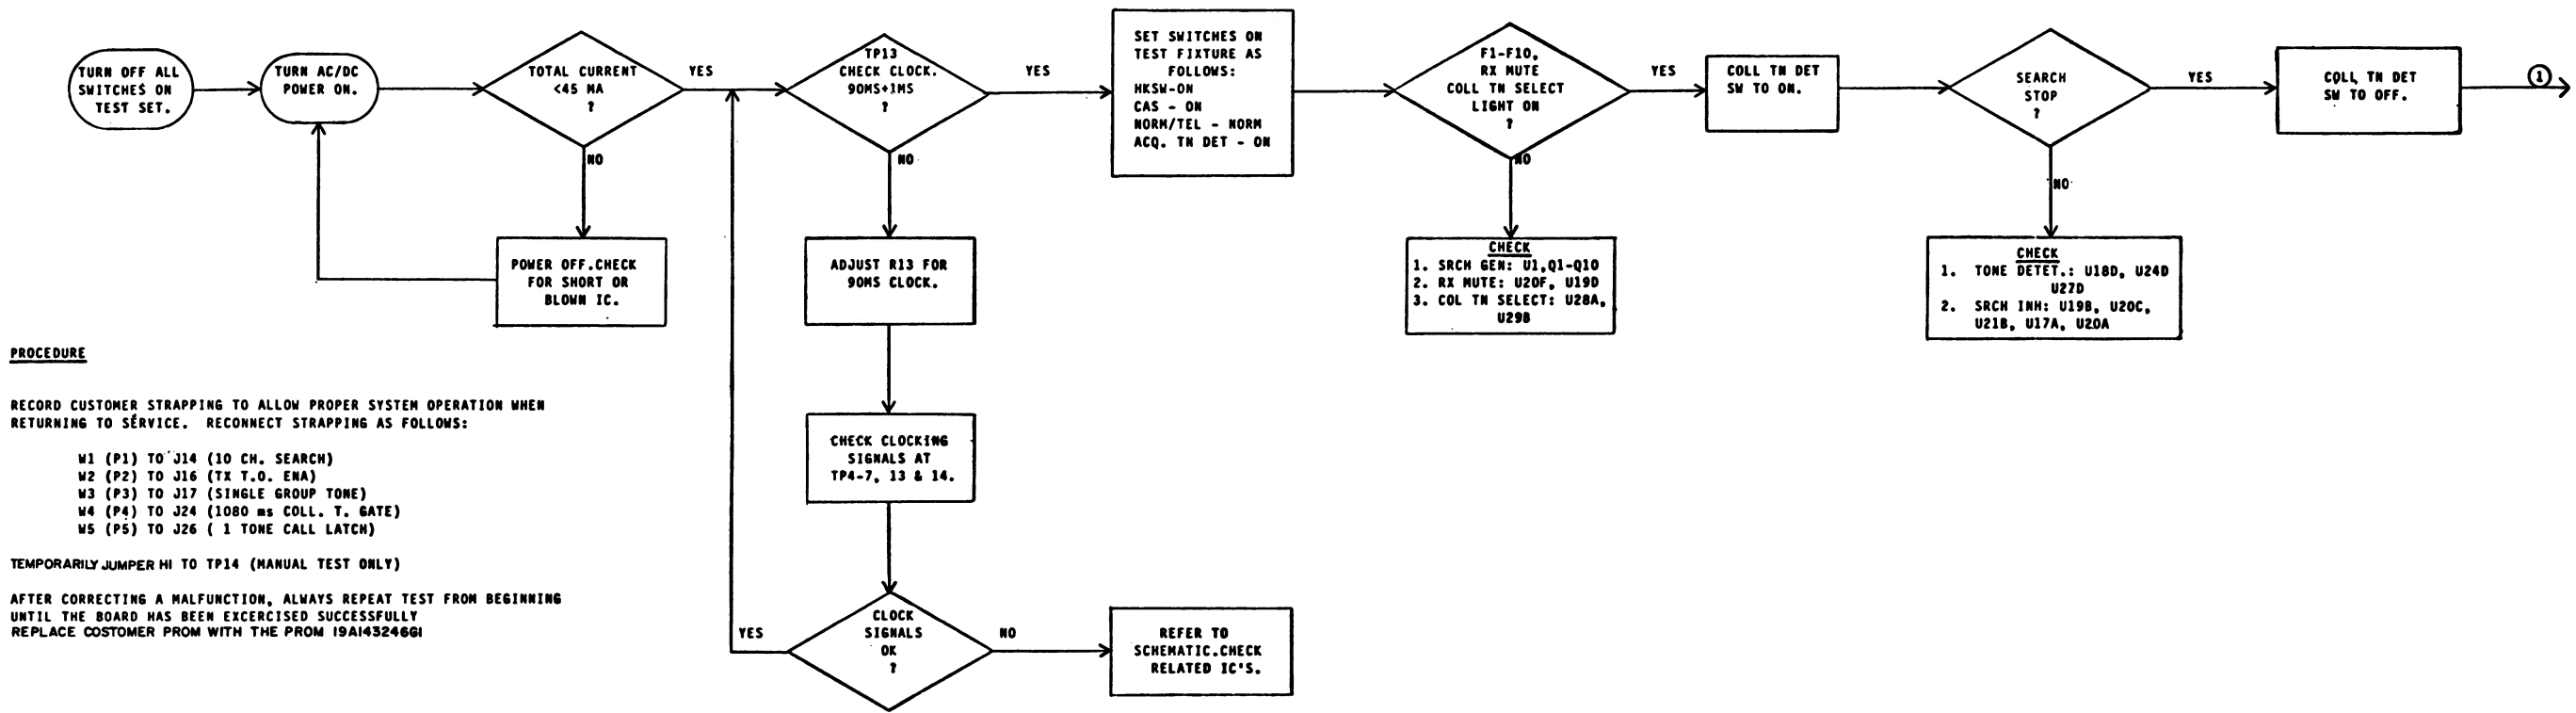 TURN OFF ALL
SWITCHES ON
TEST SET.
TURN AC/DC
POWER ON.
TOTAL CURRENT
<45 MA
?
YES
NO
POWER OFF.CHECK
FOR SHORT OR
BLOWN IC.
TP13
CHECK CLOCK.
90MS+1MS
?
YES
NO
ADJUST R13 FOR
90MS CLOCK.
CHECK CLOCKING
SIGNALS AT
TP4-7, 13 & 14.
CLOCK
SIGNALS
OK
?
YES
NO
REFER TO
SCHEMATIC.CHECK
RELATED IC'S.
SET SWITCHES ON
TEST FIXTURE AS
FOLLOWS:
HKSW-ON
CAS - ON
NORM/TEL - NORM
ACQ. TN DET - ON
F1-F10,
RX MUTE
COLL TN SELECT
LIGHT ON
?
YES
NO
CHECK
1. SRCH GEN: U1,Q1-Q10
2. RX MUTE: U20F, U19D
3. COL TN SELECT: U28A,
U29B
COLL TN DET
SW TO ON.
SEARCH
STOP
?
YES
NO
CHECK
1. TONE DETET.: U18D, U24D
U27D
2. SRCH INH: U19B, U20C,
U21B, U17A, U20A
COLL TN DET
SW TO OFF.
1
PROCEDURE
RECORD CUSTOMER STRAPPING TO ALLOW PROPER SYSTEM OPERATION WHEN
RETURNING TO SERVICE. RECONNECT STRAPPING AS FOLLOWS:
W1 (P1) TO J14 (10 CH. SEARCH)
W2 (P2) TO J16 (TX T.O. ENA)
W3 (P3) TO J17 (SINGLE GROUP TONE)
W4 (P4) TO J24 (1080 ms COLL. T. GATE)
W5 (P5) TO J26 ( 1 TONE CALL LATCH)
TEMPORARILY JUMPER HI TO TP14 (MANUAL TEST ONLY)
AFTER CORRECTING A MALFUNCTION, ALWAYS REPEAT TEST FROM BEGINNING
UNTIL THE BOARD HAS BEEN EXCERCISED SUCCESSFULLY
REPLACE COSTOMER PROM WITH THE PROM 19A143246G1